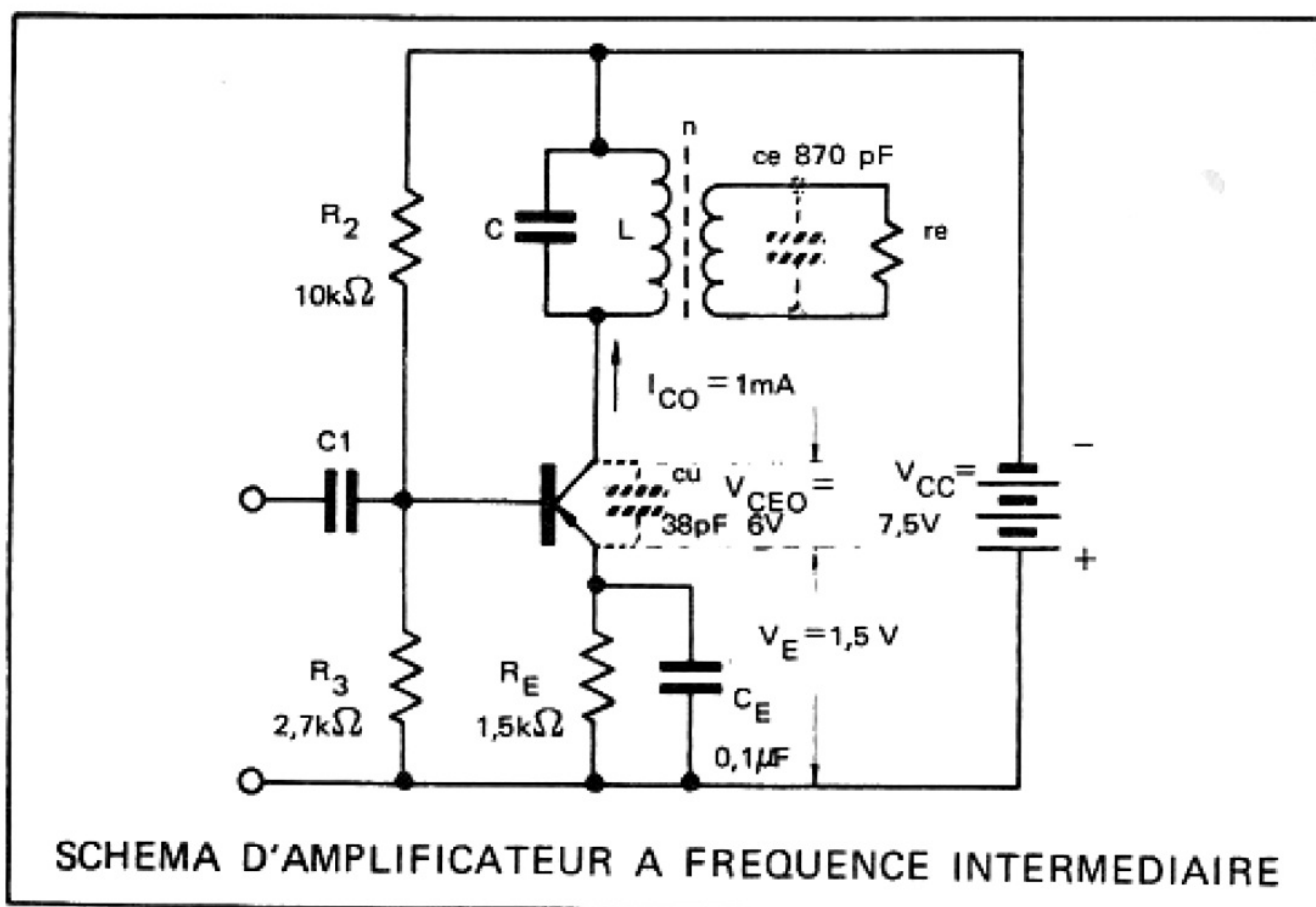 n
ce 870 pF
R2
10kΩ
C
L
re
ICO = 1mA
C1
cu
38pF
VCEO =
6V
VCC =
7,5V
−
+
VE = 1,5 V
R3
2,7kΩ
RE
1,5kΩ
CE
0,1µF
SCHEMA D'AMPLIFICATEUR A FREQUENCE INTERMEDIAIRE